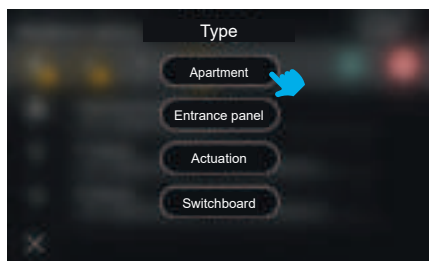 Type
Apartment
Entrance panel
Actuation
Switchboard